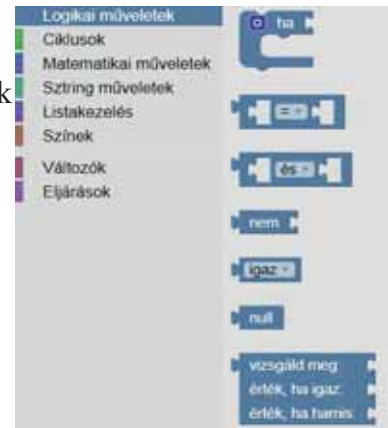 Logikai műveletek
Ciklusok
Matematikai műveletek
k
Sztring műveletek
Listakezelés
Színek
Változók
Eljárások
ha
=
és
nem
igaz
null
vizsgáld meg
érték, ha igaz
érték, ha hamis